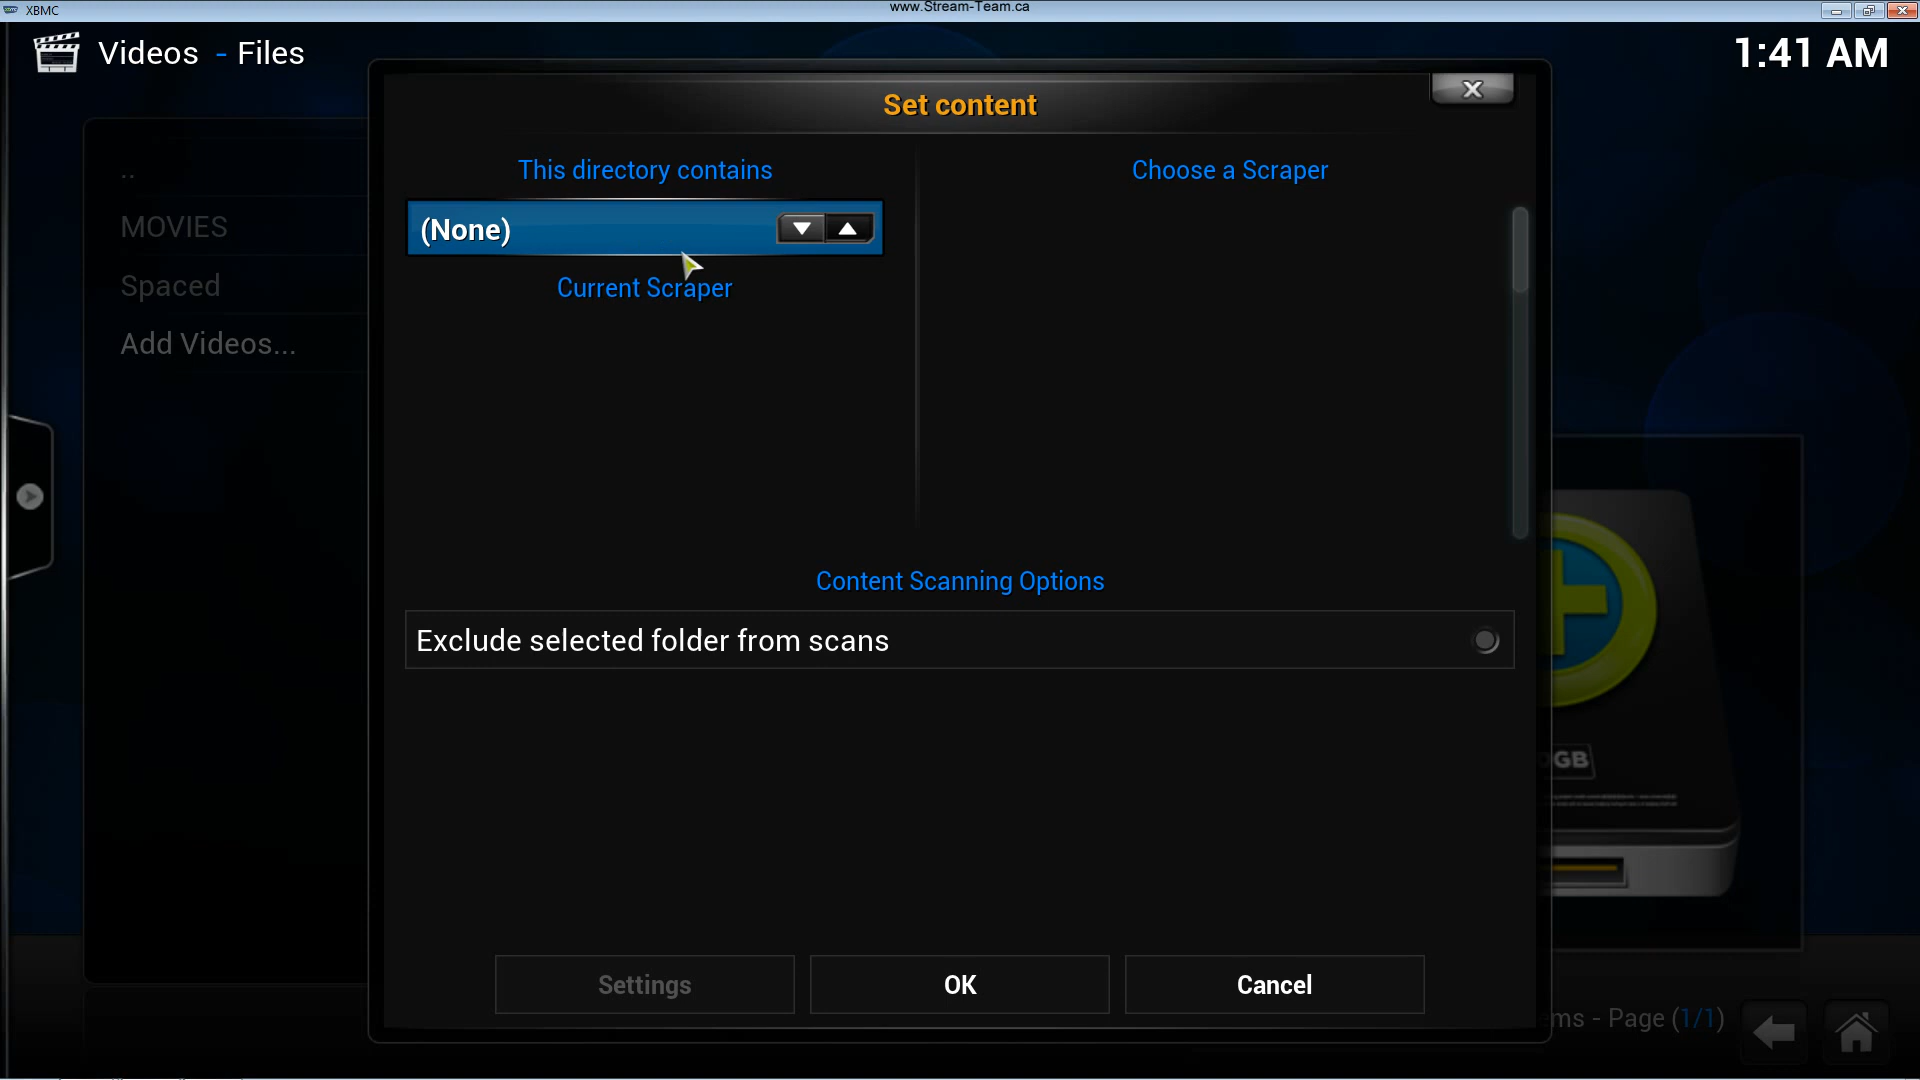 XBMC
www.Stream-Team.ca
Videos - Files
1:41 AM
Set content
This directory contains
Choose a Scraper
..
(None)
MOVIES
Current Scraper
Spaced
Add Videos...
Content Scanning Options
Exclude selected folder from scans
GB
Settings
OK
Cancel
ms - Page (1/1)